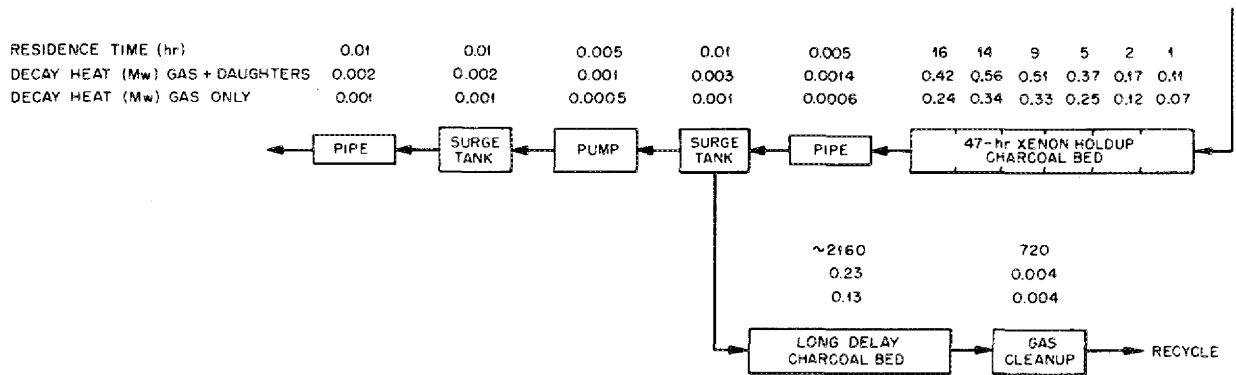 RESIDENCE TIME (hr) 0.01 0.01 0.005 0.01 0.005 16 14 9 5 2 1
DECAY HEAT (Mw) GAS + DAUGHTERS 0.002 0.002 0.001 0.003 0.0014 0.42 0.56 0.51 0.37 0.17 0.11
DECAY HEAT (Mw) GAS ONLY 0.001 0.001 0.0005 0.001 0.0006 0.24 0.34 0.33 0.25 0.12 0.07
PIPE
SURGE
TANK
PUMP
SURGE
TANK
PIPE
47-hr XENON HOLDUP
CHARCOAL BED
~2160 720
0.23 0.004
0.13 0.004
LONG DELAY
CHARCOAL BED
GAS
CLEANUP
RECYCLE